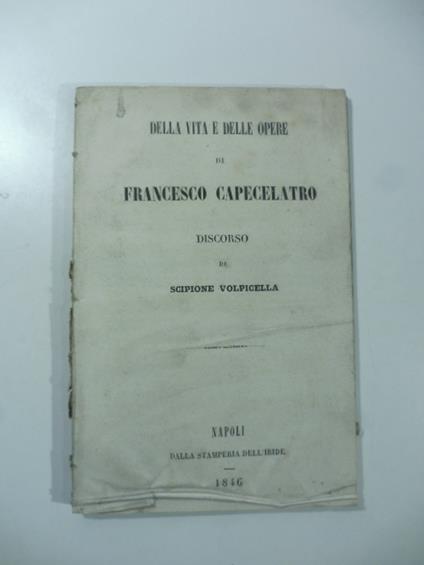 DELLA VITA E DELLE OPERE
DI
FRANCESCO CAPECELATRO
DISCORSO
DI
SCIPIONE VOLPICELLA
NAPOLI
DALLA STAMPERIA DELL'IRIDE
1846